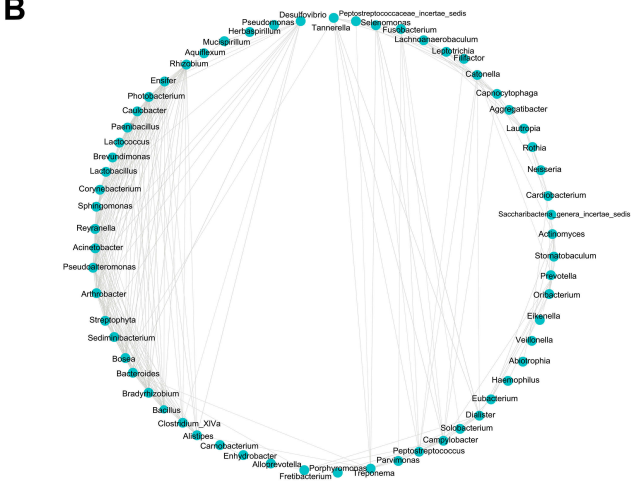 B
Desulfovibrio
Peptostreptococcaceae_incertae_sedis
Tannerella
Selenomonas
Fusobacterium
Lachnoanaerobaculum
Leptotrichia
Filifactor
Catonella
Capnocytophaga
Aggregatibacter
Lautropia
Rothia
Neisseria
Cardiobacterium
Saccharibacteria_genera_incertae_sedis
Actinomyces
Stomatobaculum
Prevotella
Oribacterium
Eikenella
Veillonella
Abiotrophia
Haemophilus
Eubacterium
Dialister
Solobacterium
Campylobacter
Peptostreptococcus
Parvimonas
Treponema
Porphyromonas
Fretibacterium
Alloprevotella
Enhydrobacter
Carnobacterium
Alistipes
Clostridium_XlVa
Bacillus
Bradyrhizobium
Bacteroides
Bosea
Sediminibacterium
Streptophyta
Arthrobacter
Pseudoalteromonas
Acinetobacter
Reyranella
Sphingomonas
Corynebacterium
Lactobacillus
Brevundimonas
Lactococcus
Paenibacillus
Caulobacter
Photobacterium
Ensifer
Rhizobium
Aquiflexum
Mucispirillum
Herbaspirillum
Pseudomonas